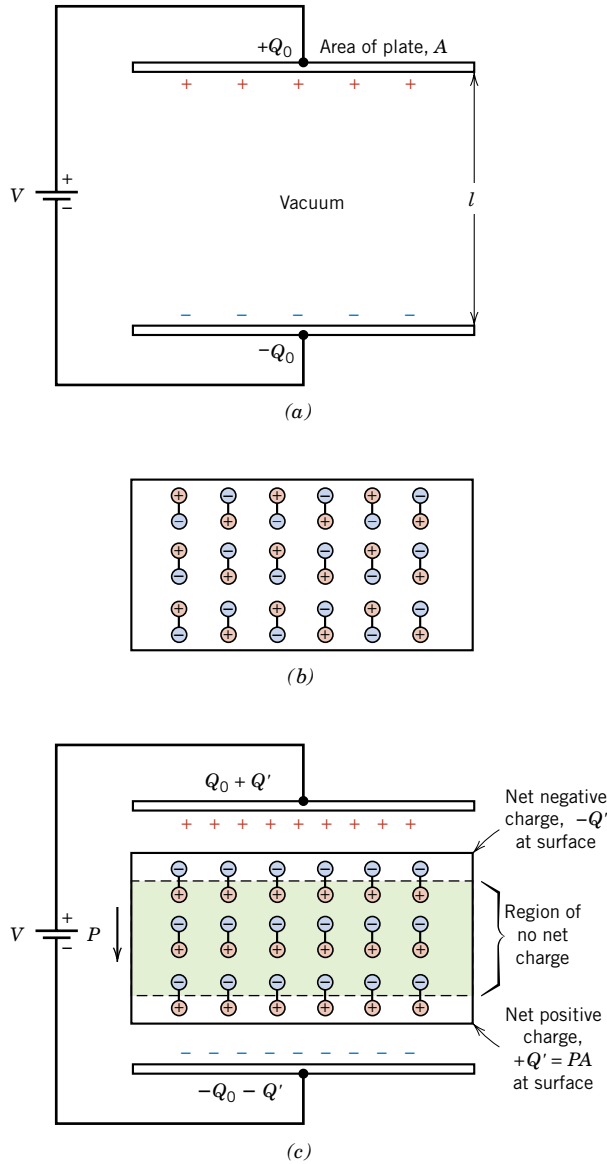 +Q₀
Area of plate, A
+ + + + +
V
+
−
Vacuum
l
− − − − −
−Q₀
(a)
+ − + − + −
− + − + − +
+ − + − + −
− + − + − +
+ − + − + −
− + − + − +
(b)
Q₀ + Q′
+ + + + + + + + +
Net negative
charge, −Q′
at surface
− − − − − −
+ + + + + +
V
+
−
P
− − − − − −
+ + + + + +
Region of
no net
charge
− − − − − −
+ + + + + +
Net positive
charge,
+Q′ = PA
at surface
− − − − − − − − −
−Q₀ − Q′
(c)